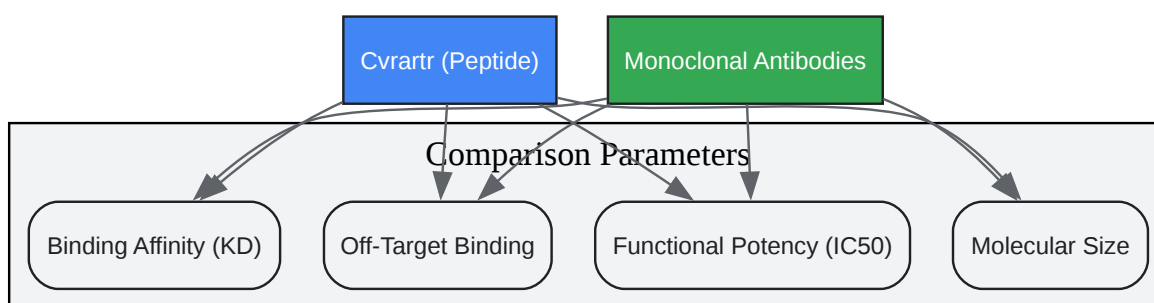 Cvrartr (Peptide)
Monoclonal Antibodies
Comparison Parameters
Binding Affinity (KD)
Off-Target Binding
Functional Potency (IC50)
Molecular Size